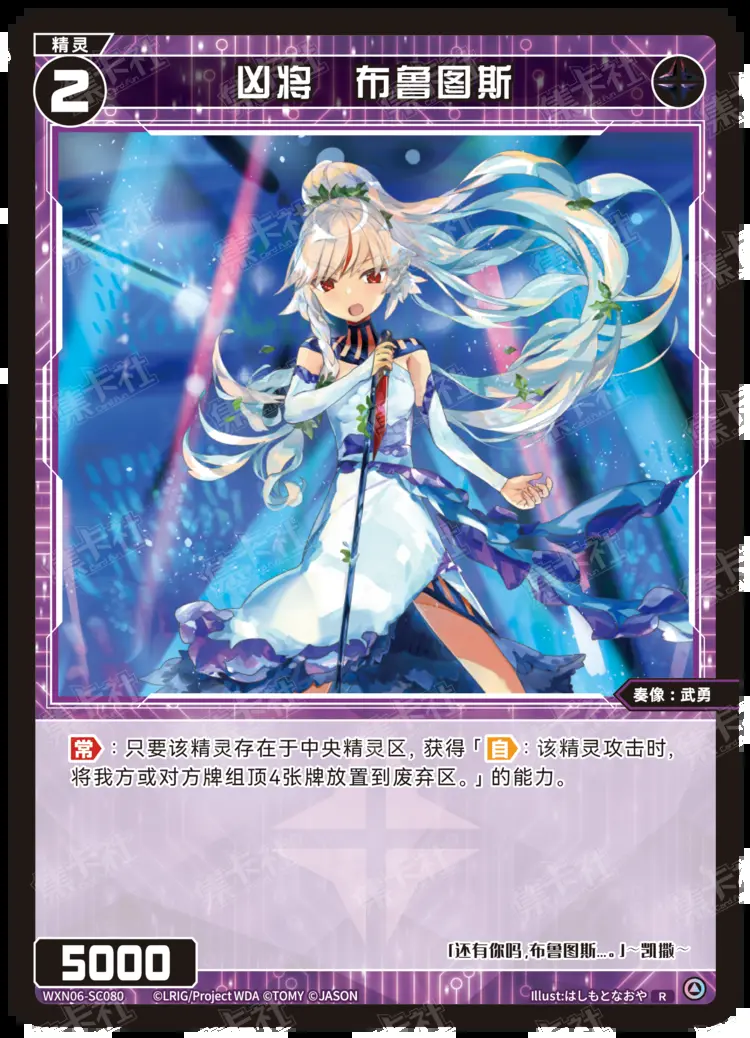 精灵
2
凶将 布鲁图斯
奏像：武勇
常：只要该精灵存在于中央精灵区，获得「自：该精灵攻击时，
将我方或对方牌组顶4张牌放置到废弃区。」的能力。
「还有你吗,布鲁图斯…。」～凯撒～
5000
WXN06-SC080 ©LRIG/Project WDA ©TOMY ©JASON Illust:はしもとなおや R
集卡社